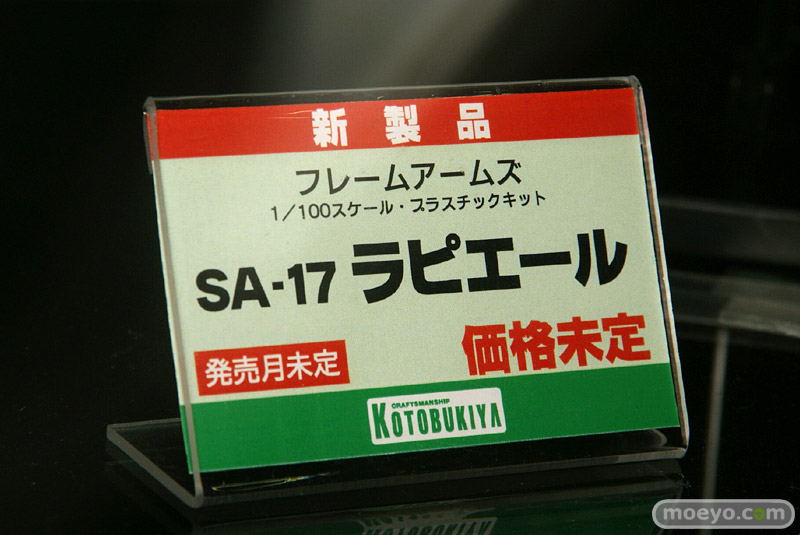 新製品
フレームアームズ
1/100スケール・プラスチックキット
SA-17 ラピエール
発売月未定
価格未定
CRAFTSMANSHIP
KOTOBUKIYA
moeyo.com